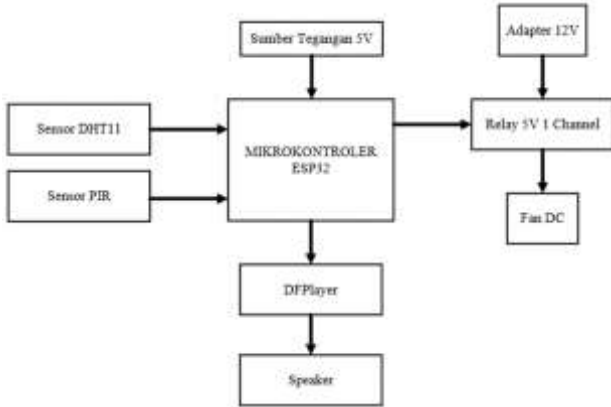 Sumber Tegangan 5V
Adapter 12V
Sensor DHT11
MIKROKONTROLER
ESP32
Relay 5V 1 Channel
Sensor PIR
Fan DC
DFPlayer
Speaker